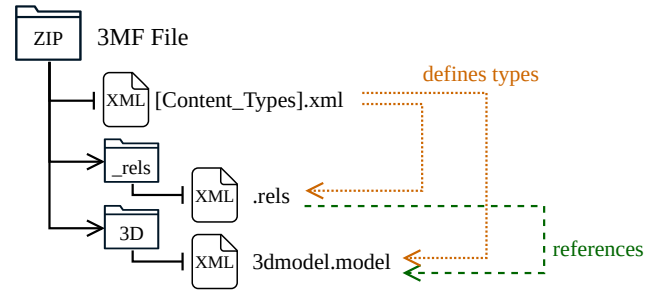 ZIP 3MF File
defines types
XML [Content_Types].xml
_rels
XML .rels
3D
references
XML 3dmodel.model